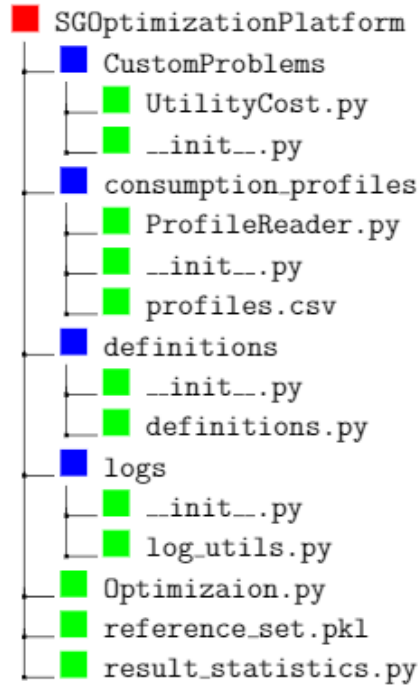 SGOptimizationPlatform
CustomProblems
UtilityCost.py
__init__.py
consumption_profiles
ProfileReader.py
__init__.py
profiles.csv
definitions
__init__.py
definitions.py
logs
__init__.py
log_utils.py
Optimizaion.py
reference_set.pkl
result_statistics.py